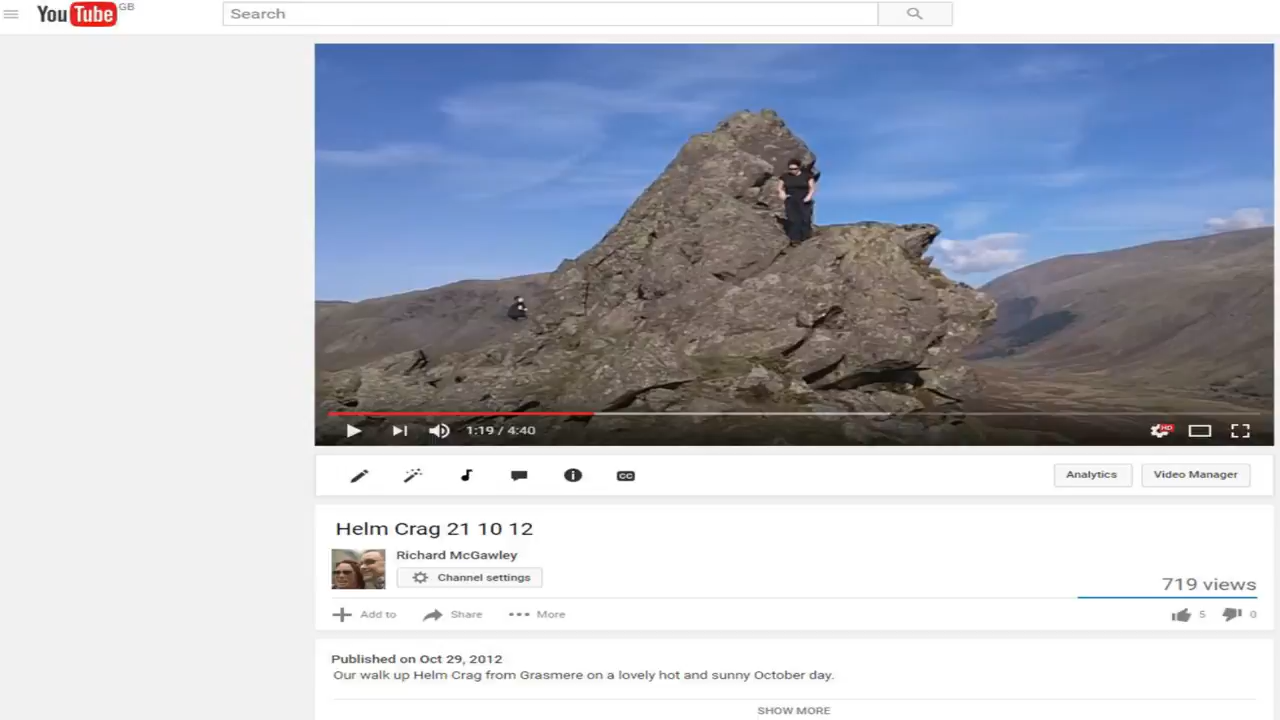 YouTube GB
Search
HD
1:19 / 4:40
CC
Analytics
Video Manager
Helm Crag 21 10 12
Richard McGawley
Channel settings
719 views
Add to
Share
More
5
0
Published on Oct 29, 2012
Our walk up Helm Crag from Grasmere on a lovely hot and sunny October day.
SHOW MORE